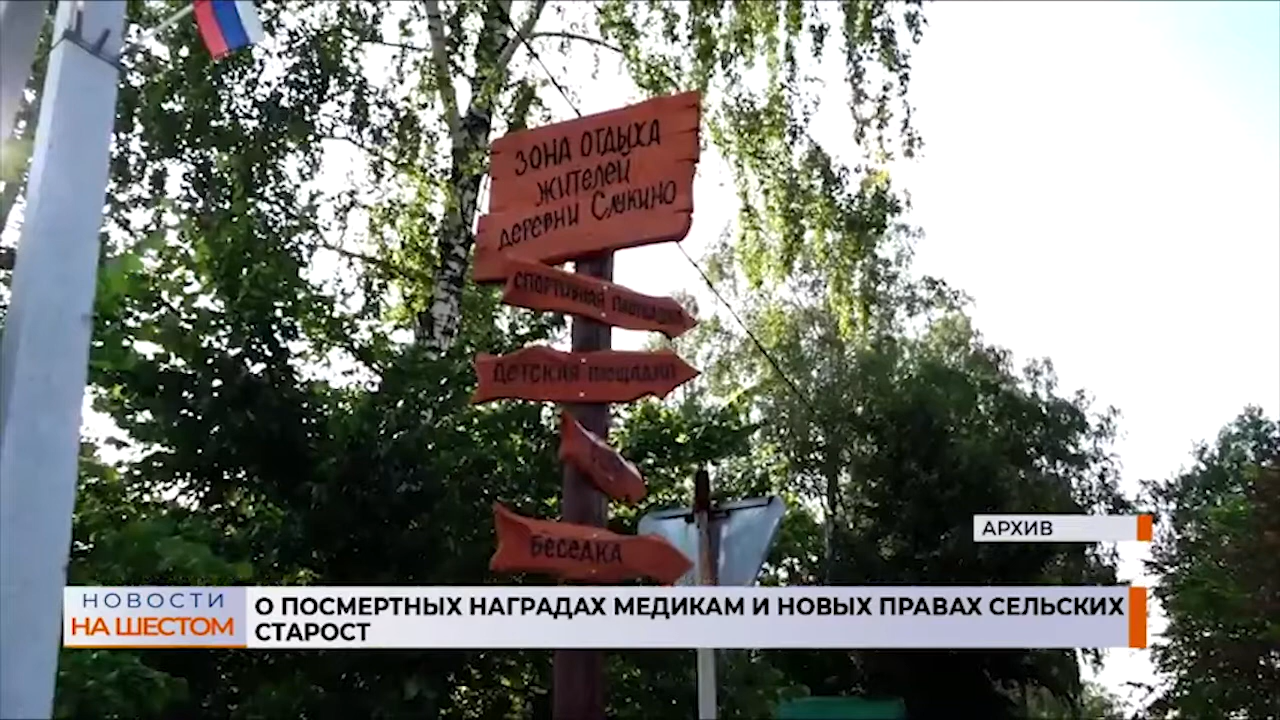 ЗОНА ОТДЫХА
ЖИТЕЛЕЙ
ДЕРЕВНИ СЛУКИНО
СПОРТИВНАЯ ПЛОЩАДКА
ДЕТСКАЯ ПЛОЩАДКА
БЕСЕДКА
АРХИВ
НОВОСТИ
НА ШЕСТОМ
О ПОСМЕРТНЫХ НАГРАДАХ МЕДИКАМ И НОВЫХ ПРАВАХ СЕЛЬСКИХ
СТАРОСТ